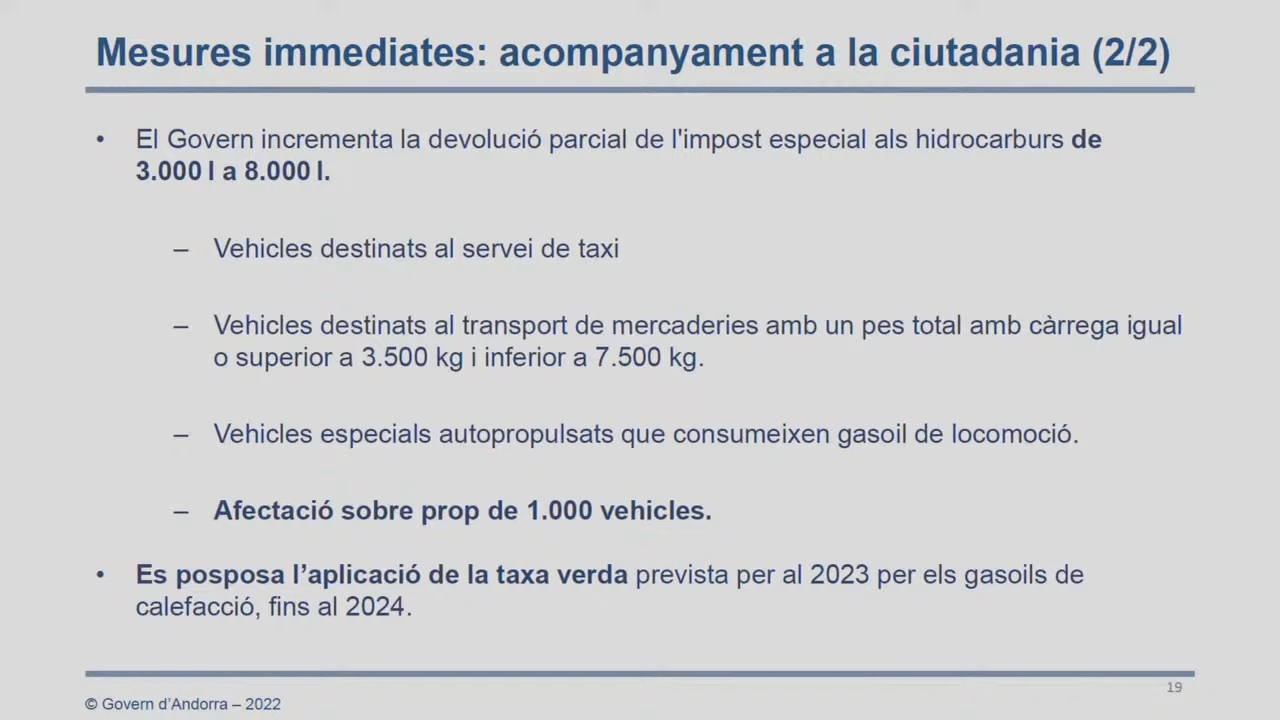 Mesures immediates: acompanyament a la ciutadania (2/2)
• El Govern incrementa la devolució parcial de l'impost especial als hidrocarburs de
3.000 l a 8.000 l.
– Vehicles destinats al servei de taxi
– Vehicles destinats al transport de mercaderies amb un pes total amb càrrega igual
o superior a 3.500 kg i inferior a 7.500 kg.
– Vehicles especials autopropulsats que consumeixen gasoil de locomoció.
– Afectació sobre prop de 1.000 vehicles.
• Es posposa l’aplicació de la taxa verda prevista per al 2023 per els gasoils de
calefacció, fins al 2024.
19
© Govern d’Andorra – 2022